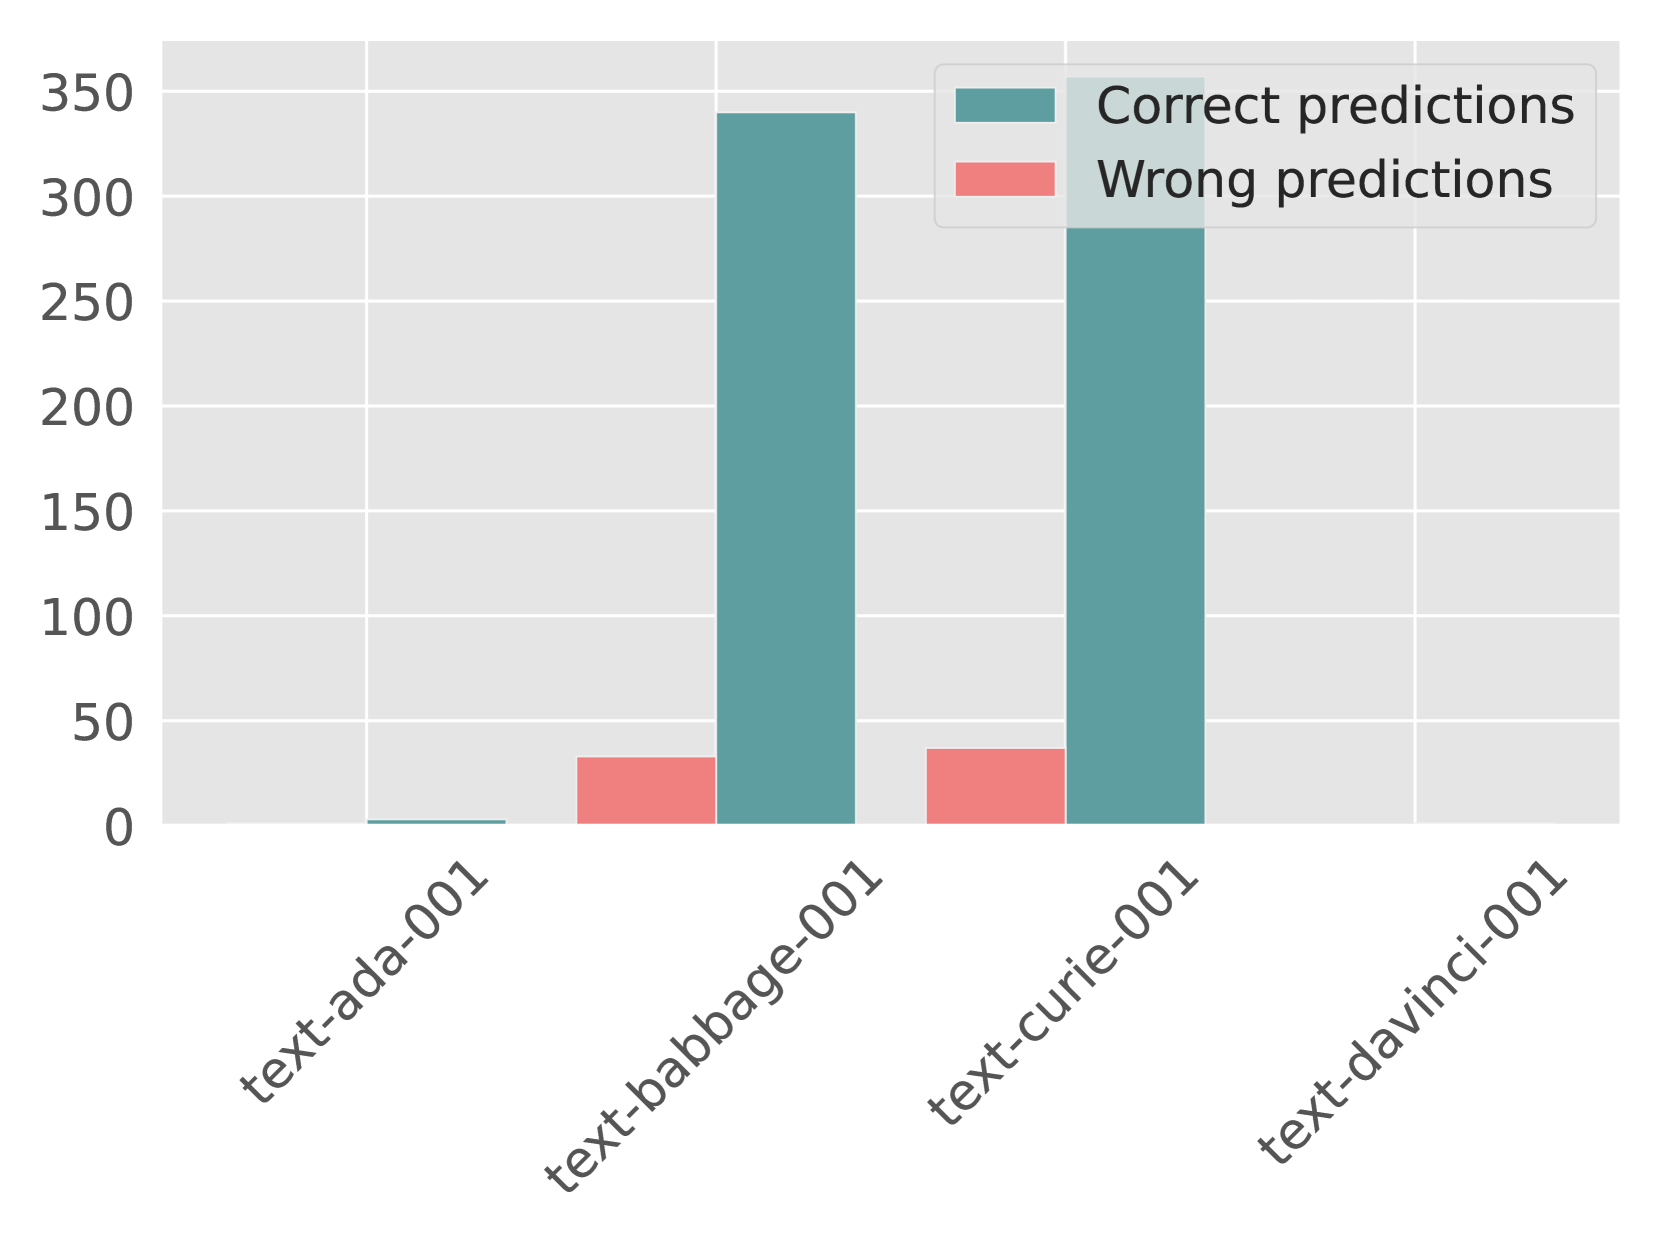 350
300
250
200
150
100
50
0
Correct predictions
Wrong predictions
text-ada-001
text-babbage-001
text-curie-001
text-davinci-001